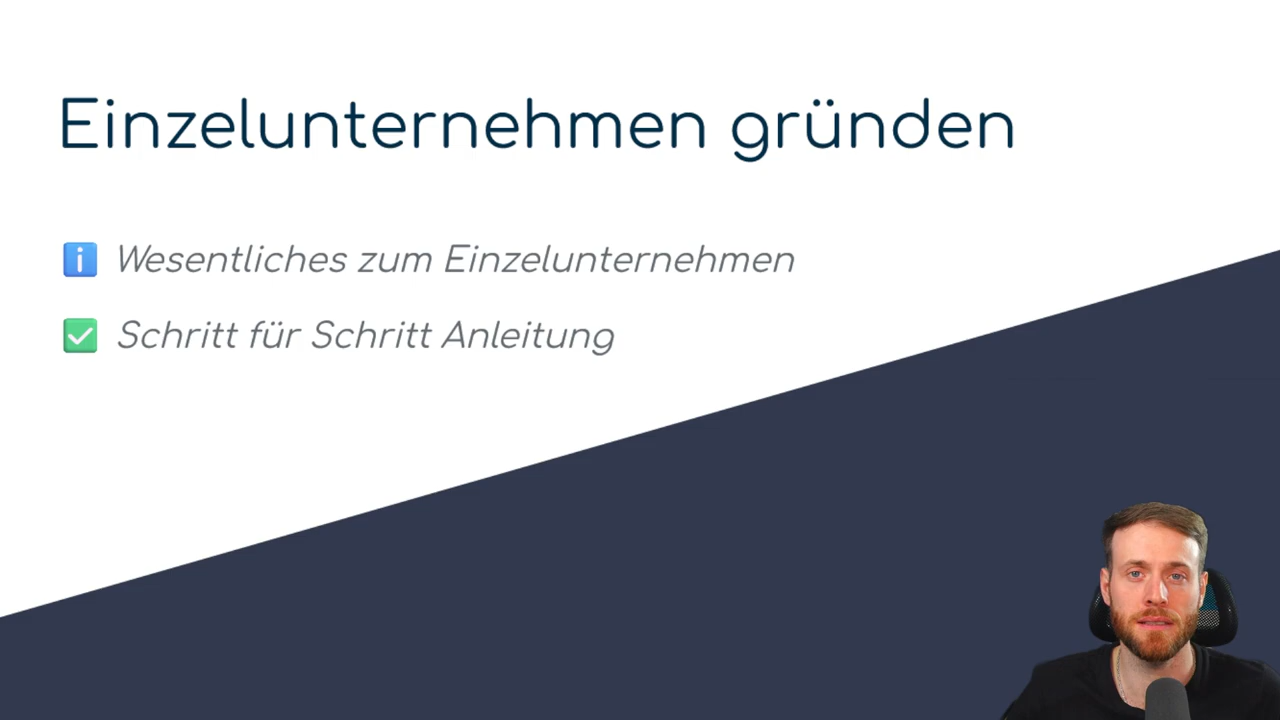 Einzelunternehmen gründen
Wesentliches zum Einzelunternehmen
Schritt für Schritt Anleitung